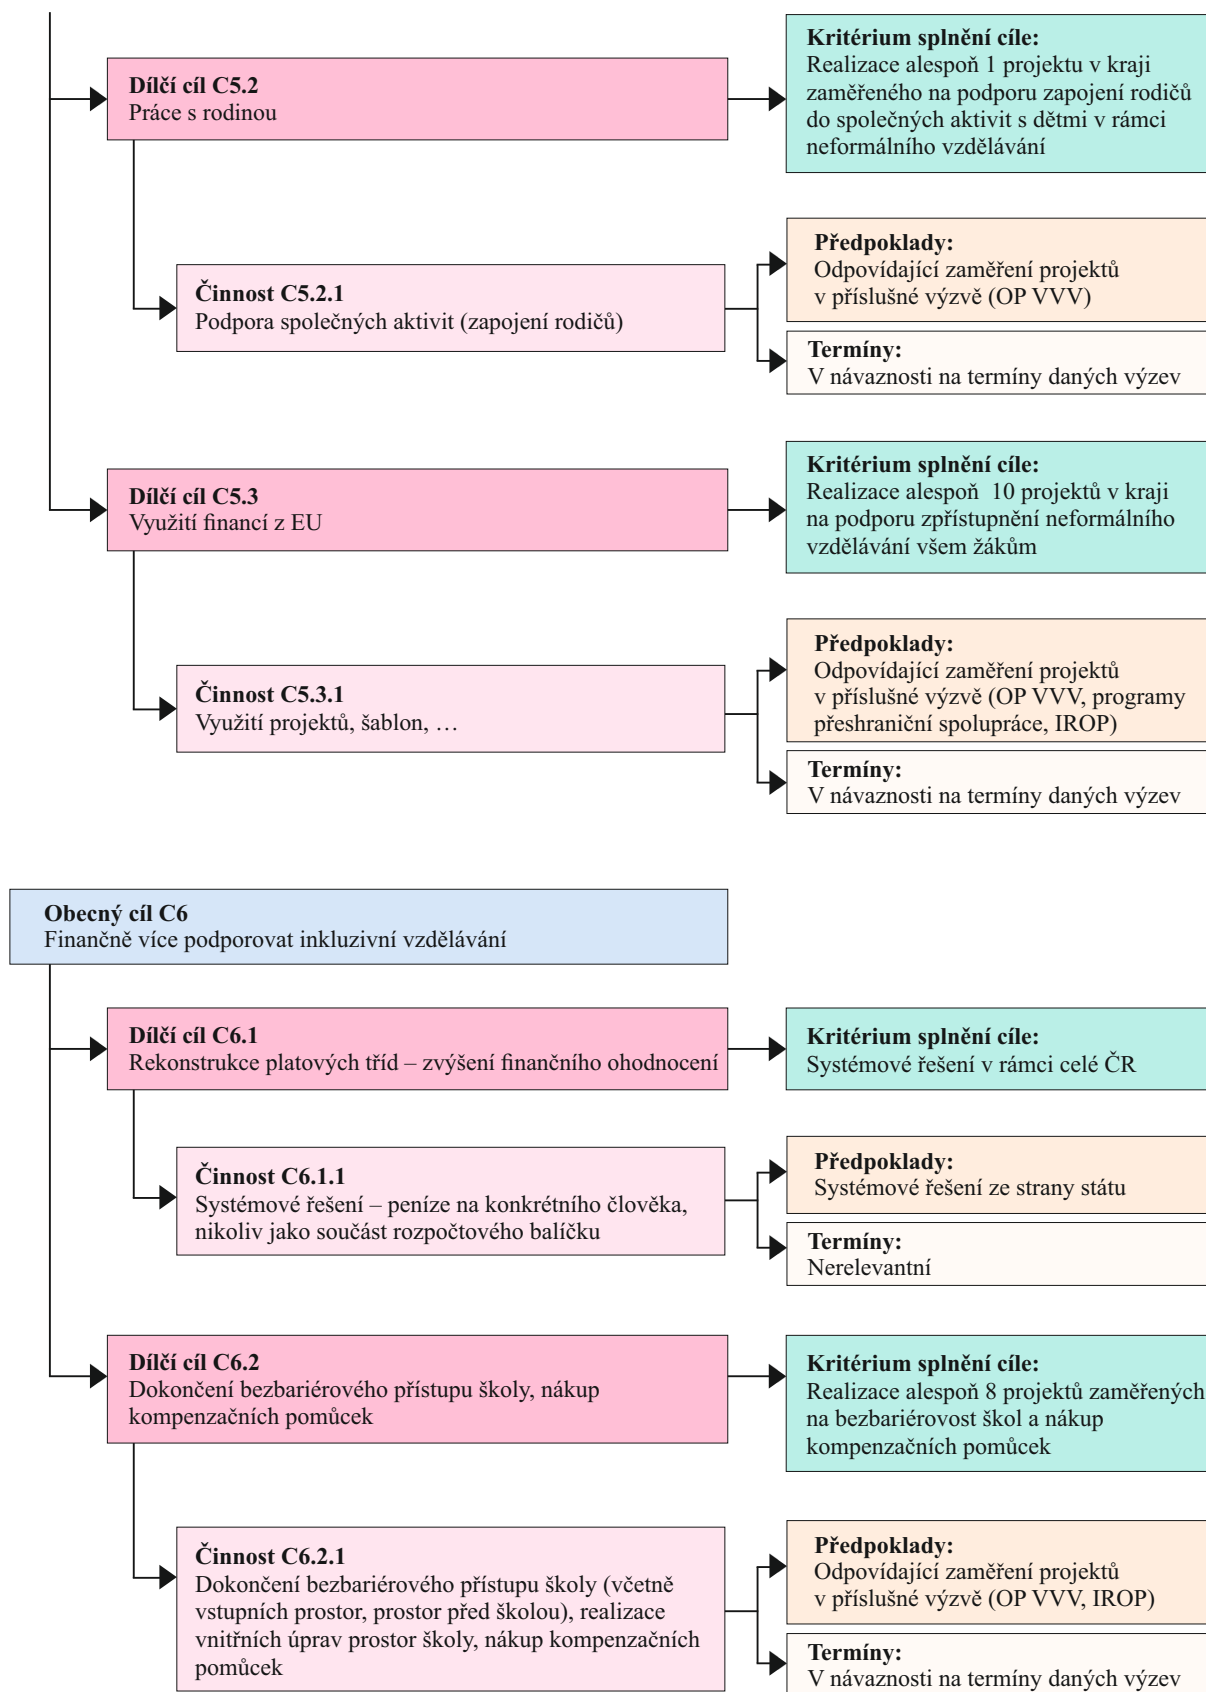 Dílčí cíl C5.2
Práce s rodinou
Kritérium splnění cíle:
Realizace alespoň 1 projektu v kraji
zaměřeného na podporu zapojení rodičů
do společných aktivit s dětmi v rámci
neformálního vzdělávání
Činnost C5.2.1
Podpora společných aktivit (zapojení rodičů)
Předpoklady:
Odpovídající zaměření projektů
v příslušné výzvě (OP VVV)
Termíny:
V návaznosti na termíny daných výzev
Dílčí cíl C5.3
Využití financí z EU
Kritérium splnění cíle:
Realizace alespoň  10 projektů v kraji
na podporu zpřístupnění neformálního
vzdělávání všem žákům
Činnost C5.3.1
Využití projektů, šablon, …
Předpoklady:
Odpovídající zaměření projektů
v příslušné výzvě (OP VVV, programy
přeshraniční spolupráce, IROP)
Termíny:
V návaznosti na termíny daných výzev
Obecný cíl C6
Finančně více podporovat inkluzivní vzdělávání
Dílčí cíl C6.1
Rekonstrukce platových tříd – zvýšení finančního ohodnocení
Kritérium splnění cíle:
Systémové řešení v rámci celé ČR
Činnost C6.1.1
Systémové řešení – peníze na konkrétního člověka,
nikoliv jako součást rozpočtového balíčku
Předpoklady:
Systémové řešení ze strany státu
Termíny:
Nerelevantní
Dílčí cíl C6.2
Dokončení bezbariérového přístupu školy, nákup
kompenzačních pomůcek
Kritérium splnění cíle:
Realizace alespoň 8 projektů zaměřených
na bezbariérovost škol a nákup
kompenzačních pomůcek
Činnost C6.2.1
Dokončení bezbariérového přístupu školy (včetně
vstupních prostor, prostor před školou), realizace
vnitřních úprav prostor školy, nákup kompenzačních
pomůcek
Předpoklady:
Odpovídající zaměření projektů
v příslušné výzvě (OP VVV, IROP)
Termíny:
V návaznosti na termíny daných výzev